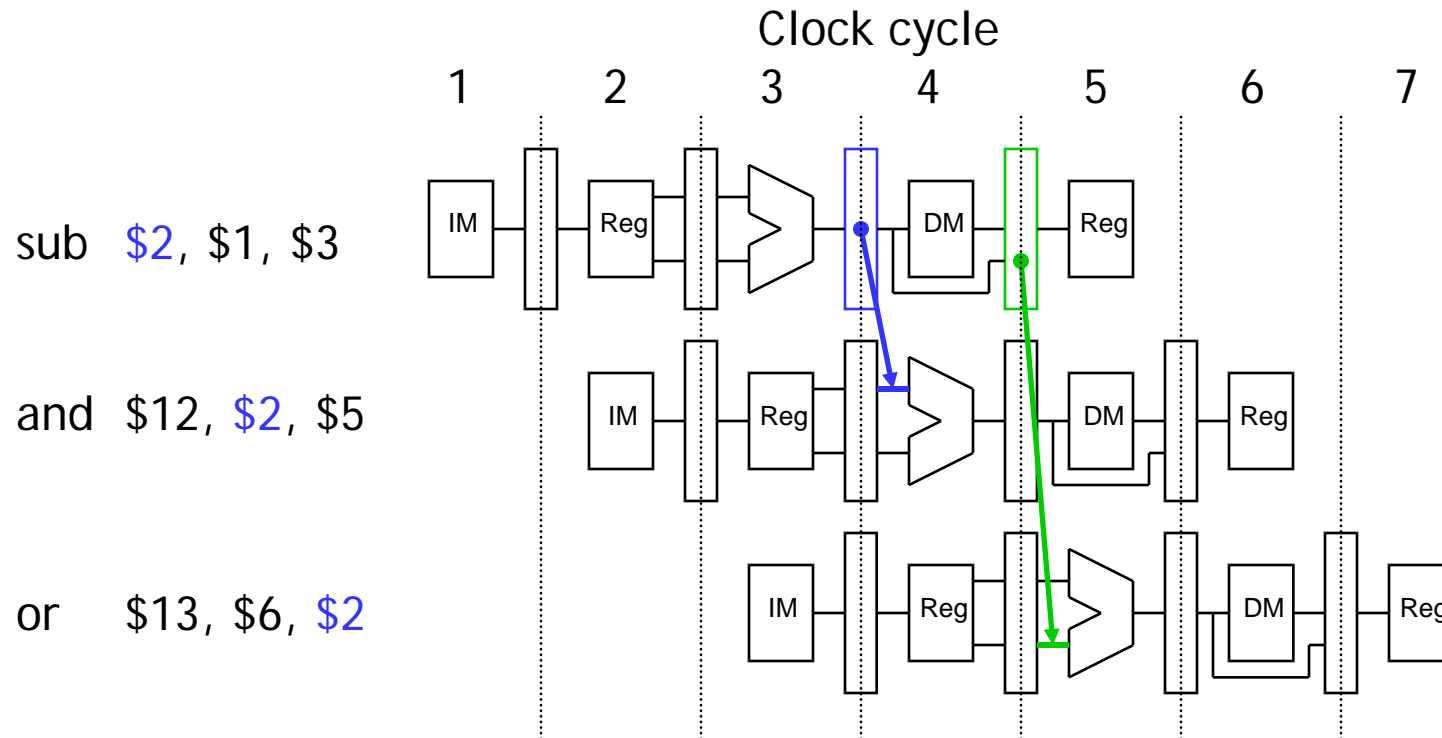 Clock cycle
1 2 3 4 5 6 7
sub $2, $1, $3
IM Reg DM Reg
and $12, $2, $5
IM Reg DM Reg
or $13, $6, $2
IM Reg DM Reg